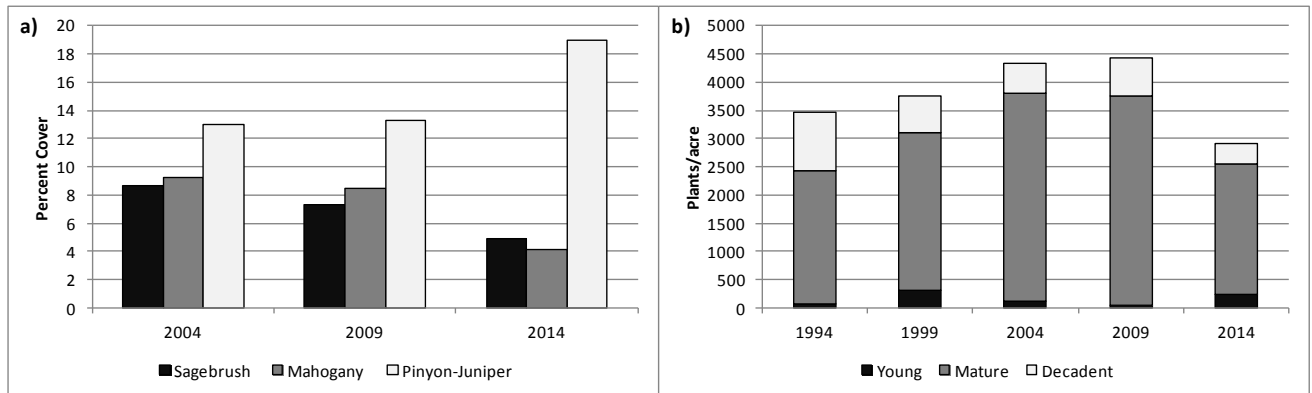 a)
Percent Cover
20
18
16
14
12
10
8
6
4
2
0
2004 2009 2014
Sagebrush Mahogany Pinyon-Juniper
b)
Plants/acre
5000
4500
4000
3500
3000
2500
2000
1500
1000
500
0
1994 1999 2004 2009 2014
Young Mature Decadent